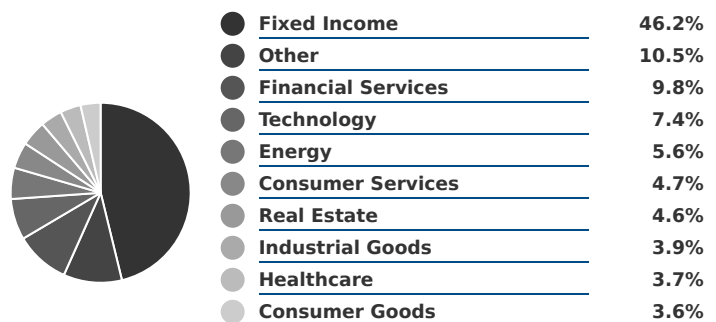 Fixed Income 46.2%
Other 10.5%
Financial Services 9.8%
Technology 7.4%
Energy 5.6%
Consumer Services 4.7%
Real Estate 4.6%
Industrial Goods 3.9%
Healthcare 3.7%
Consumer Goods 3.6%